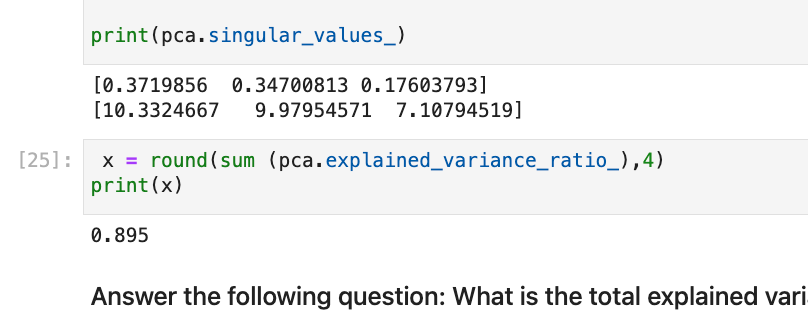 print(pca.singular_values_)
[0.3719856  0.34700813 0.17603793]
[10.3324667   9.97954571  7.10794519]
[25]: x = round(sum (pca.explained_variance_ratio_),4)
print(x)
0.895
Answer the following question: What is the total explained vari